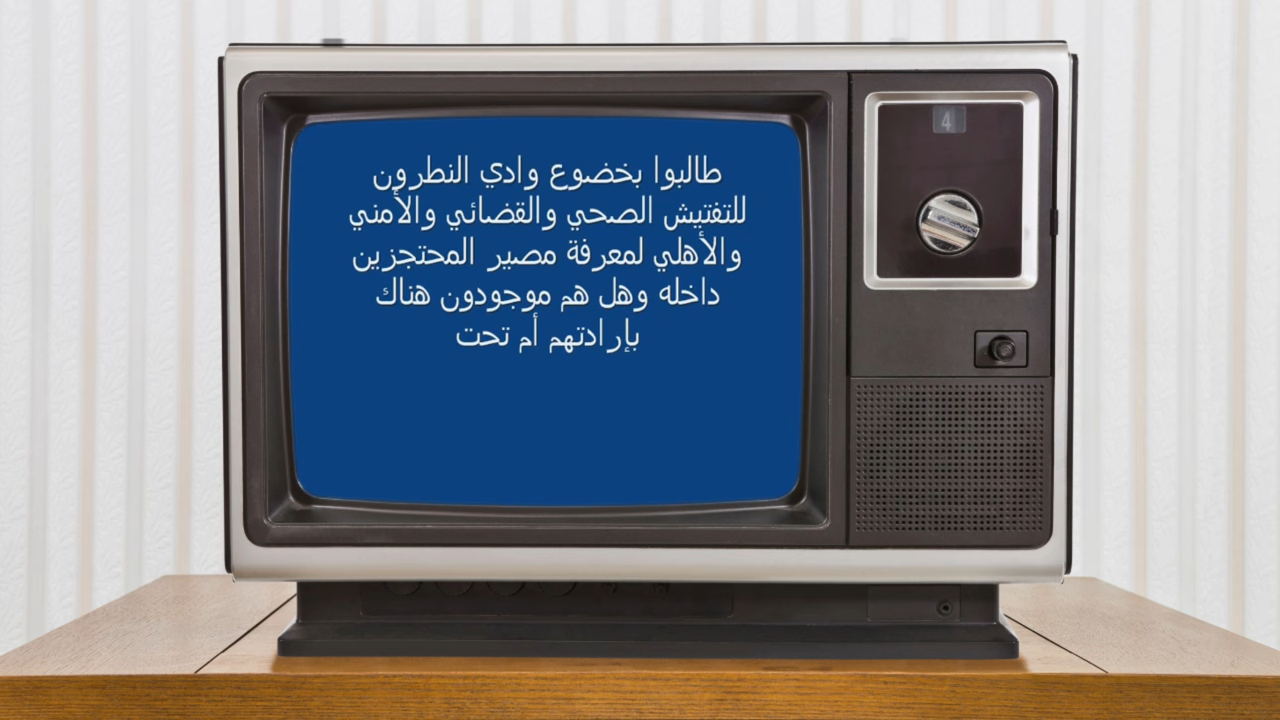 طالبوا بخضوع وادي النطرون
للتفتيش الصحي والقضائي والأمني
والأهلي لمعرفة مصير المحتجزين
داخله وهل هم موجودون هناك
بإرادتهم أم تحت
4